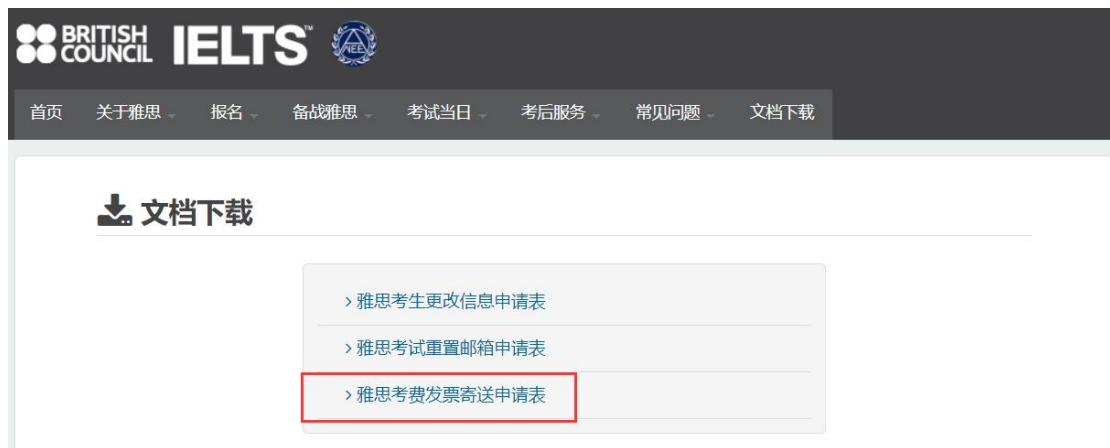 BRITISH
COUNCIL
IELTS™
NEEA
首页 关于雅思 报名 备战雅思 考试当日 考后服务 常见问题 文档下载
文档下载
> 雅思考生更改信息申请表
> 雅思考试重置邮箱申请表
> 雅思考费发票寄送申请表